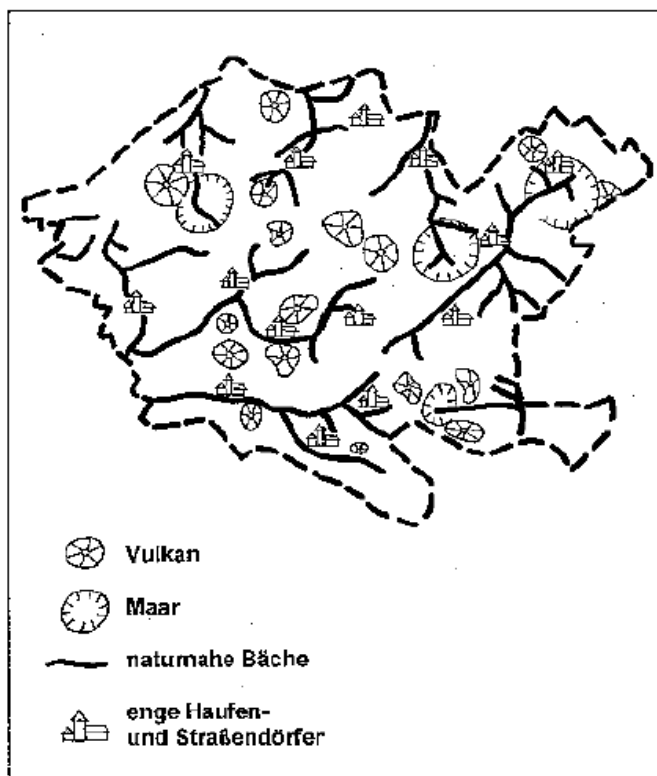 Vulkan
Maar
naturnahe Bäche
enge Haufen-
und Straßendörfer